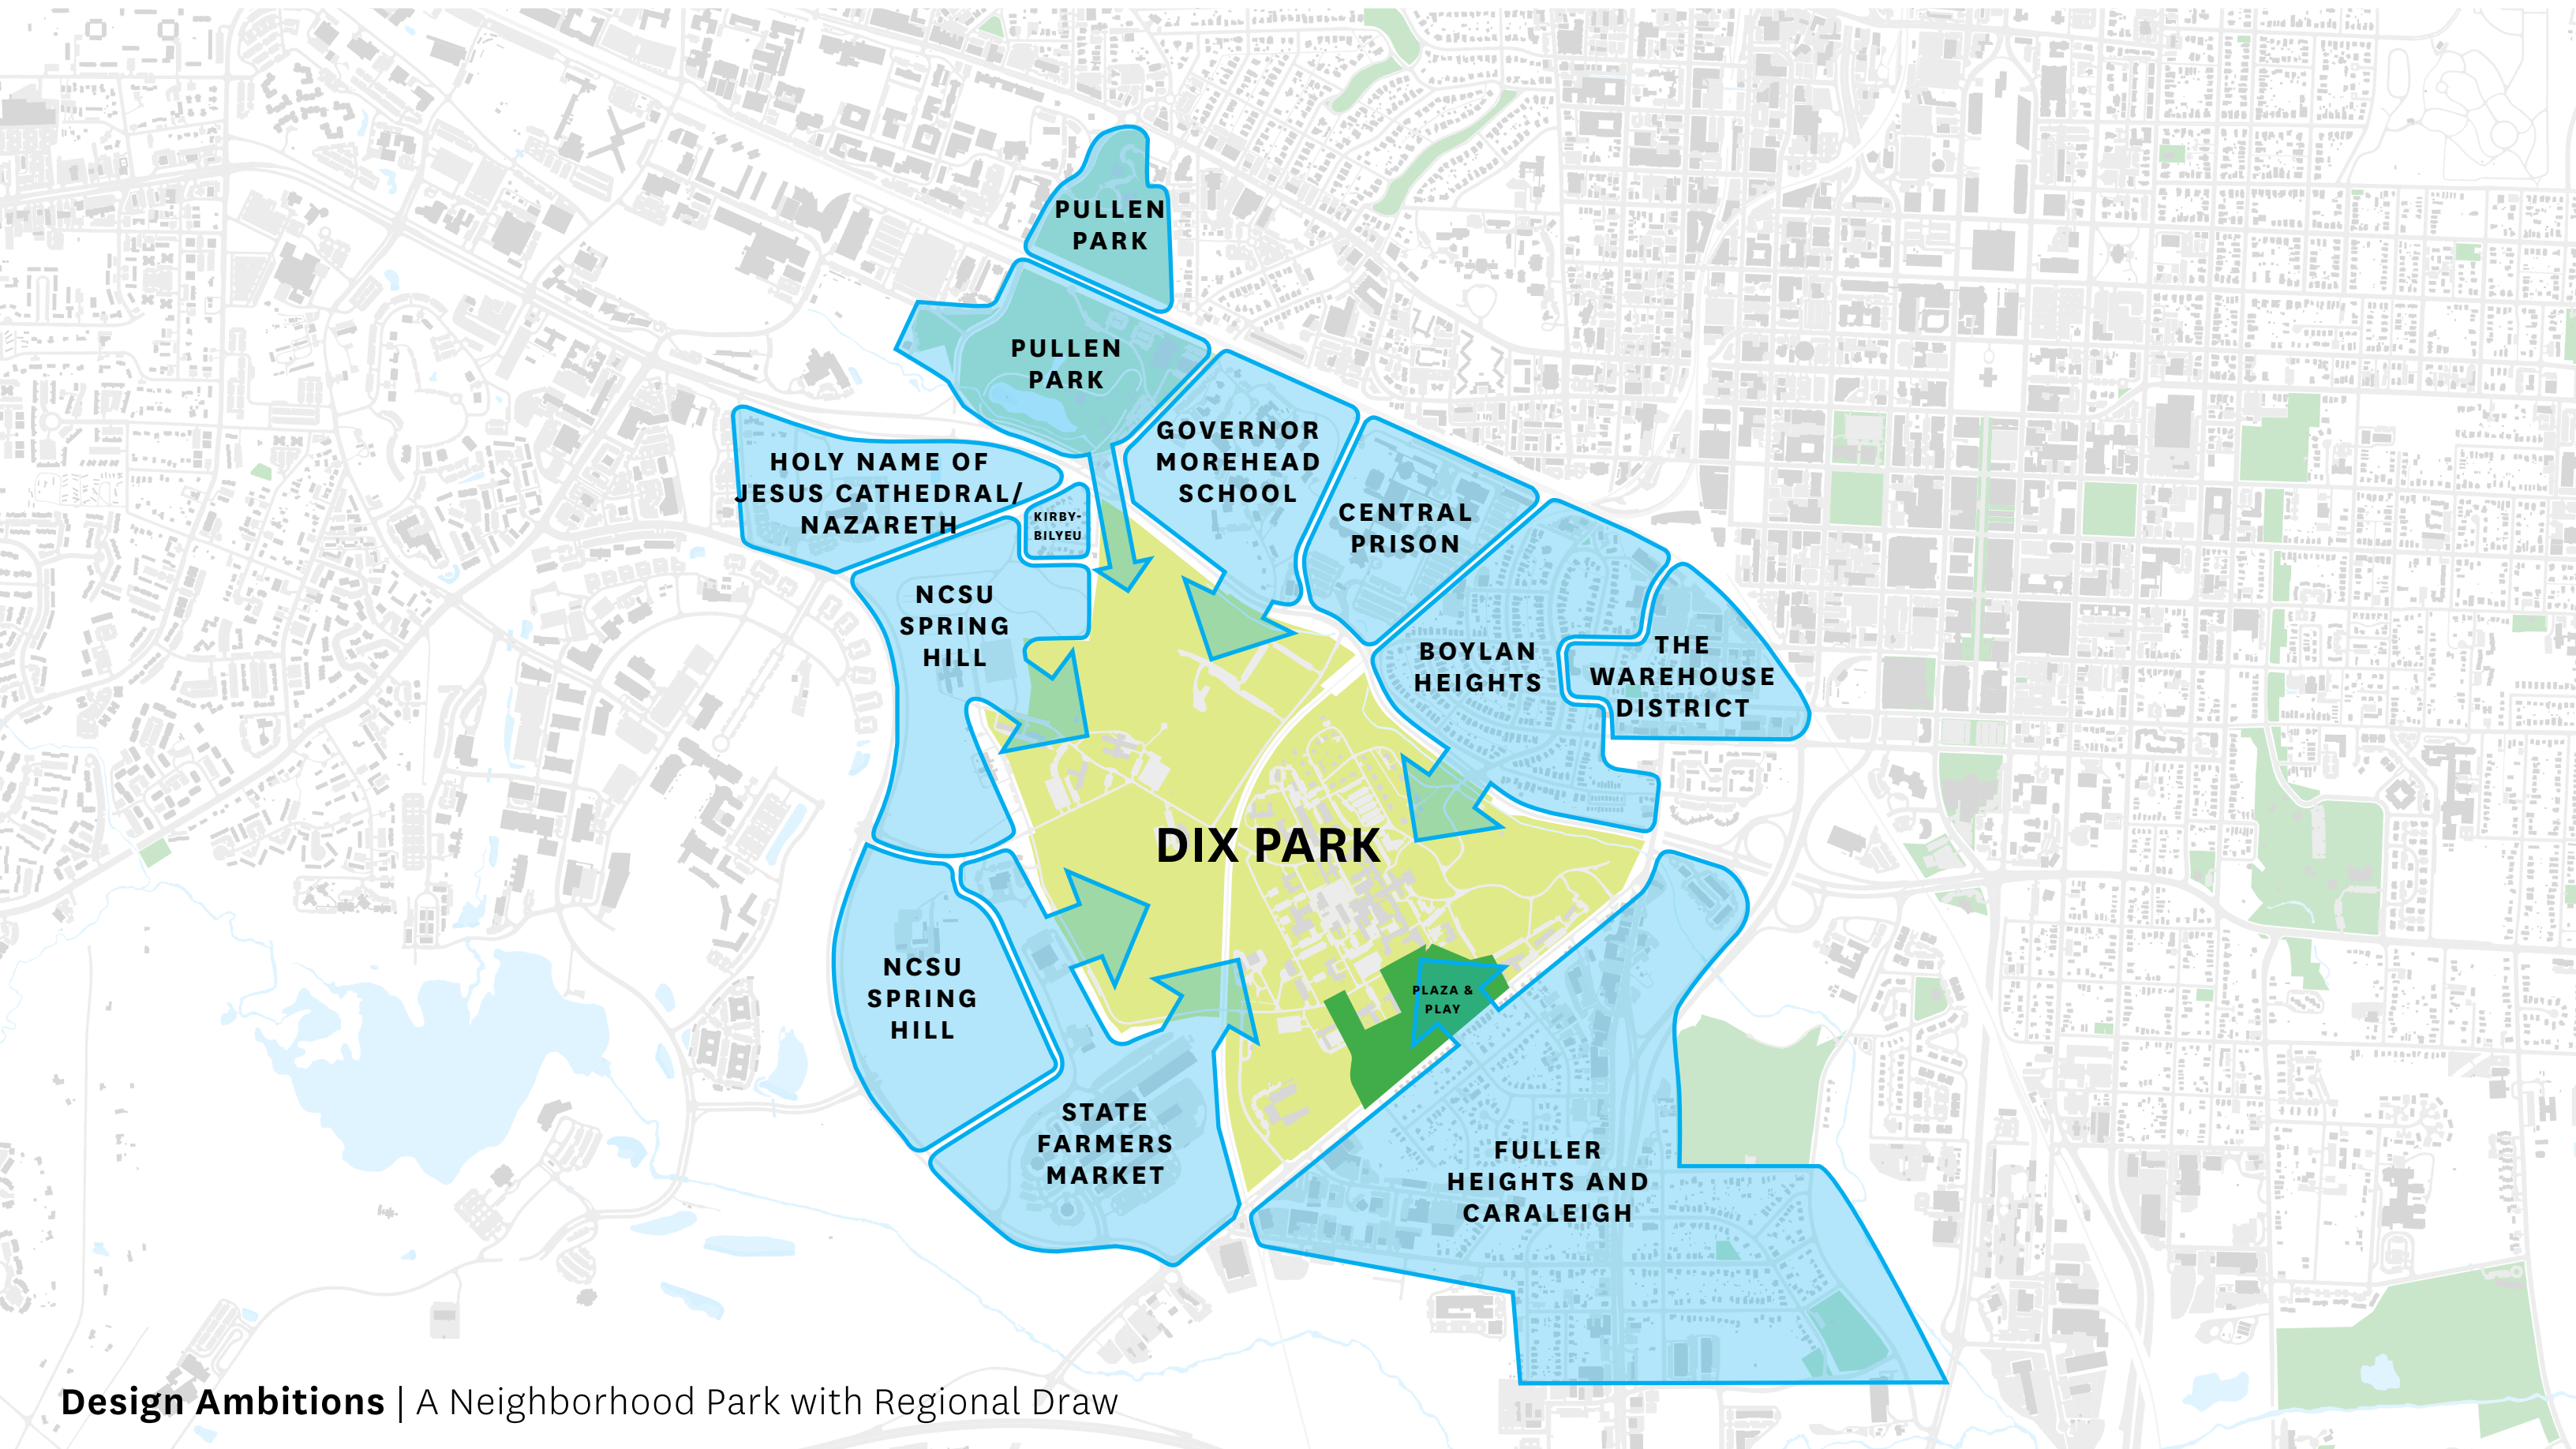 PULLEN
PARK
PULLEN
PARK
GOVERNOR
MOREHEAD
SCHOOL
HOLY NAME OF
JESUS CATHEDRAL/
NAZARETH
KIRBY-
BILYEU
CENTRAL
PRISON
NCSU
SPRING
HILL
BOYLAN
HEIGHTS
THE
WAREHOUSE
DISTRICT
DIX PARK
NCSU
SPRING
HILL
PLAZA &
PLAY
STATE
FARMERS
MARKET
FULLER
HEIGHTS AND
CARALEIGH
Design Ambitions | A Neighborhood Park with Regional Draw